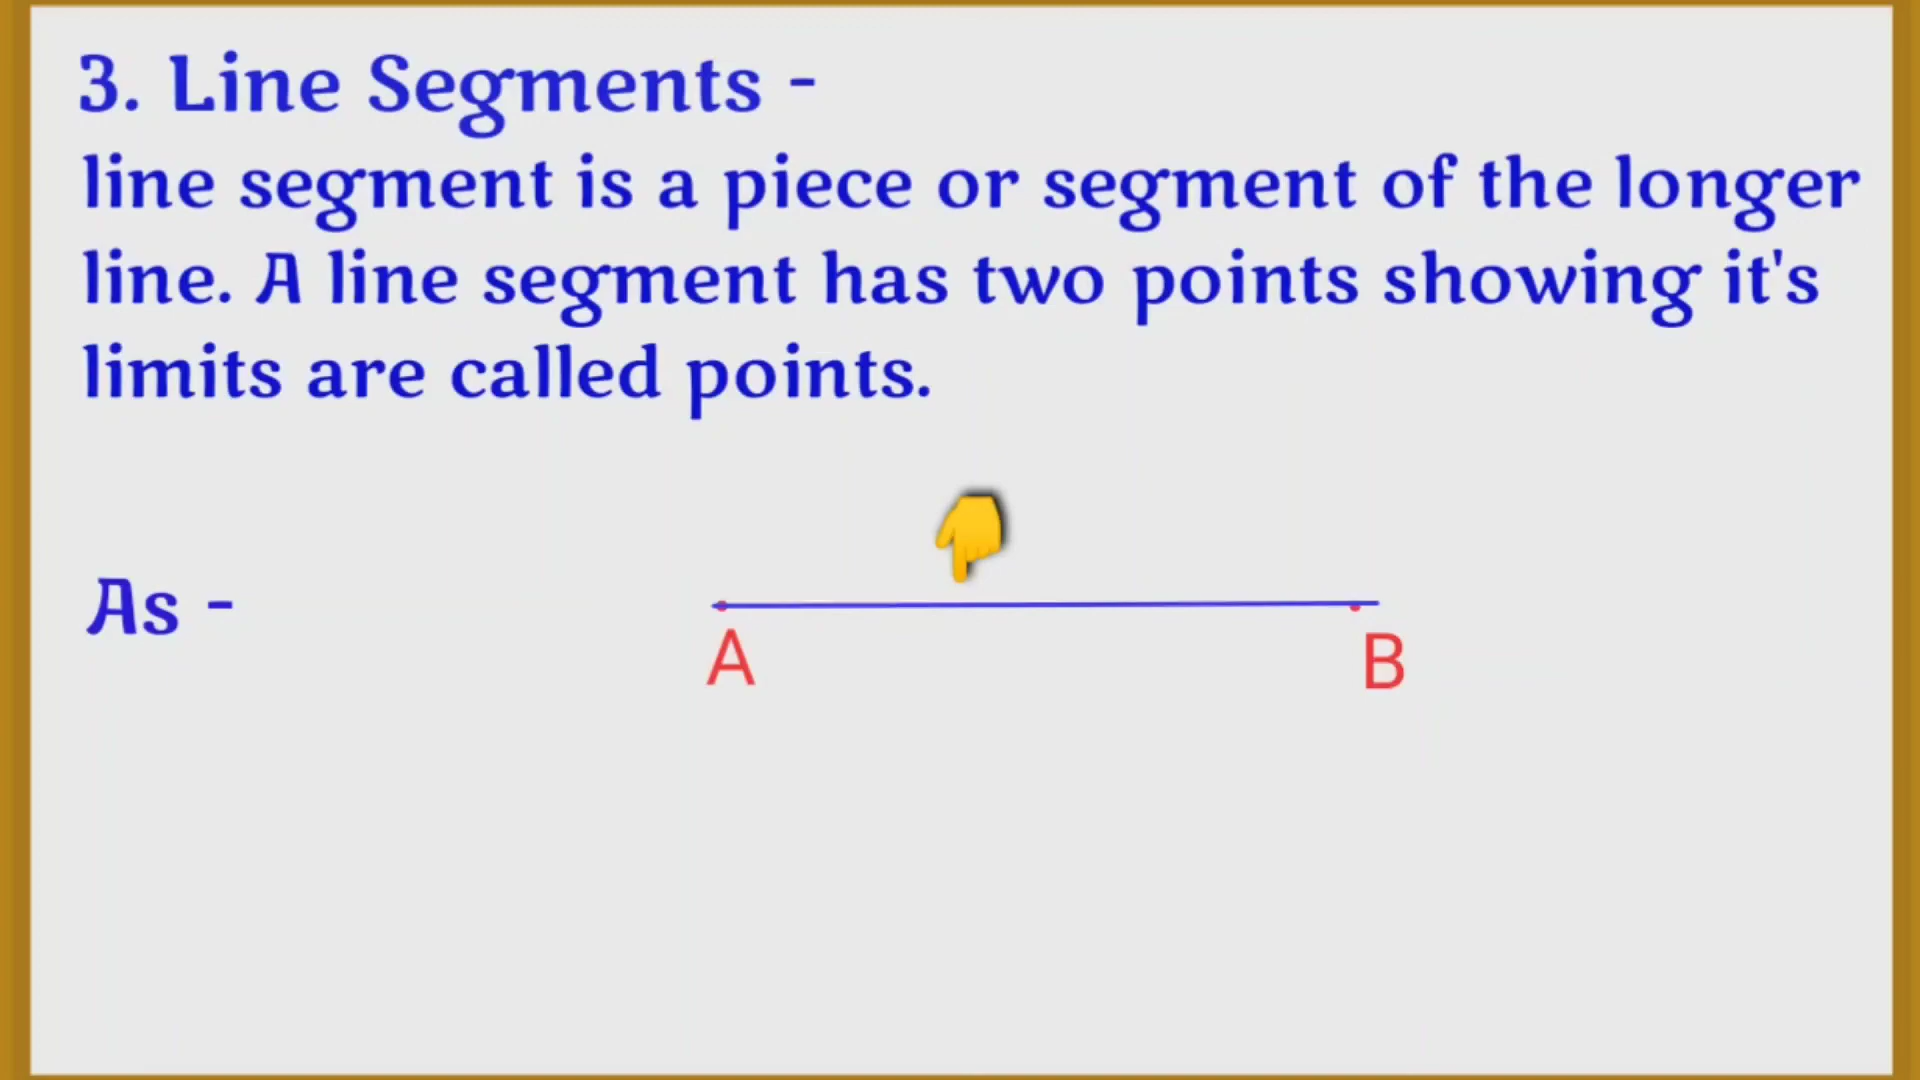 3. Line Segments -
line segment is a piece or segment of the longer
line. A line segment has two points showing it's
limits are called points.
As -
A
B